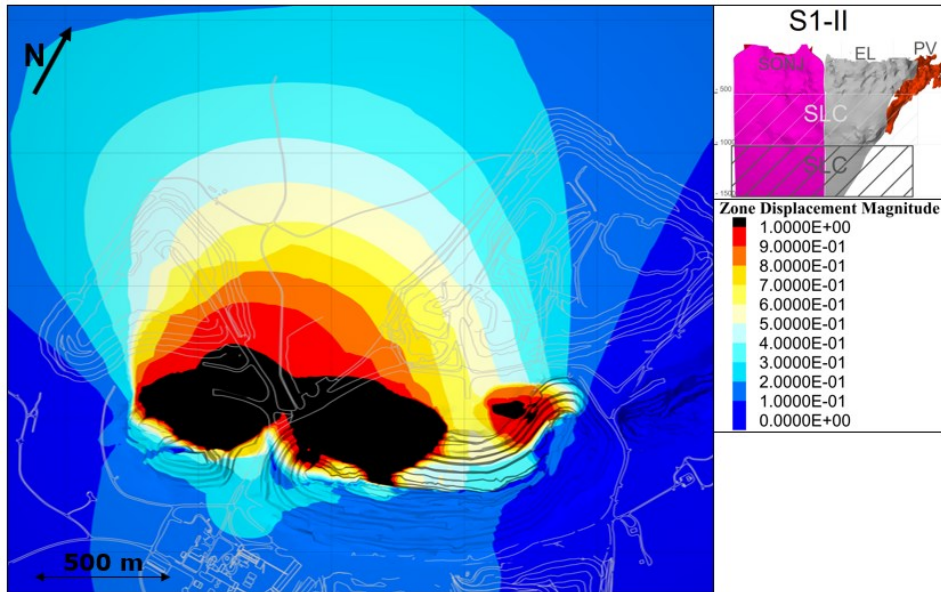 N
500 m
S1-II
SONJ
EL
PV
- 500
SLC
- 1000
SLC
- 1500
Zone Displacement Magnitude
1.0000E+00
9.0000E-01
8.0000E-01
7.0000E-01
6.0000E-01
5.0000E-01
4.0000E-01
3.0000E-01
2.0000E-01
1.0000E-01
0.0000E+00